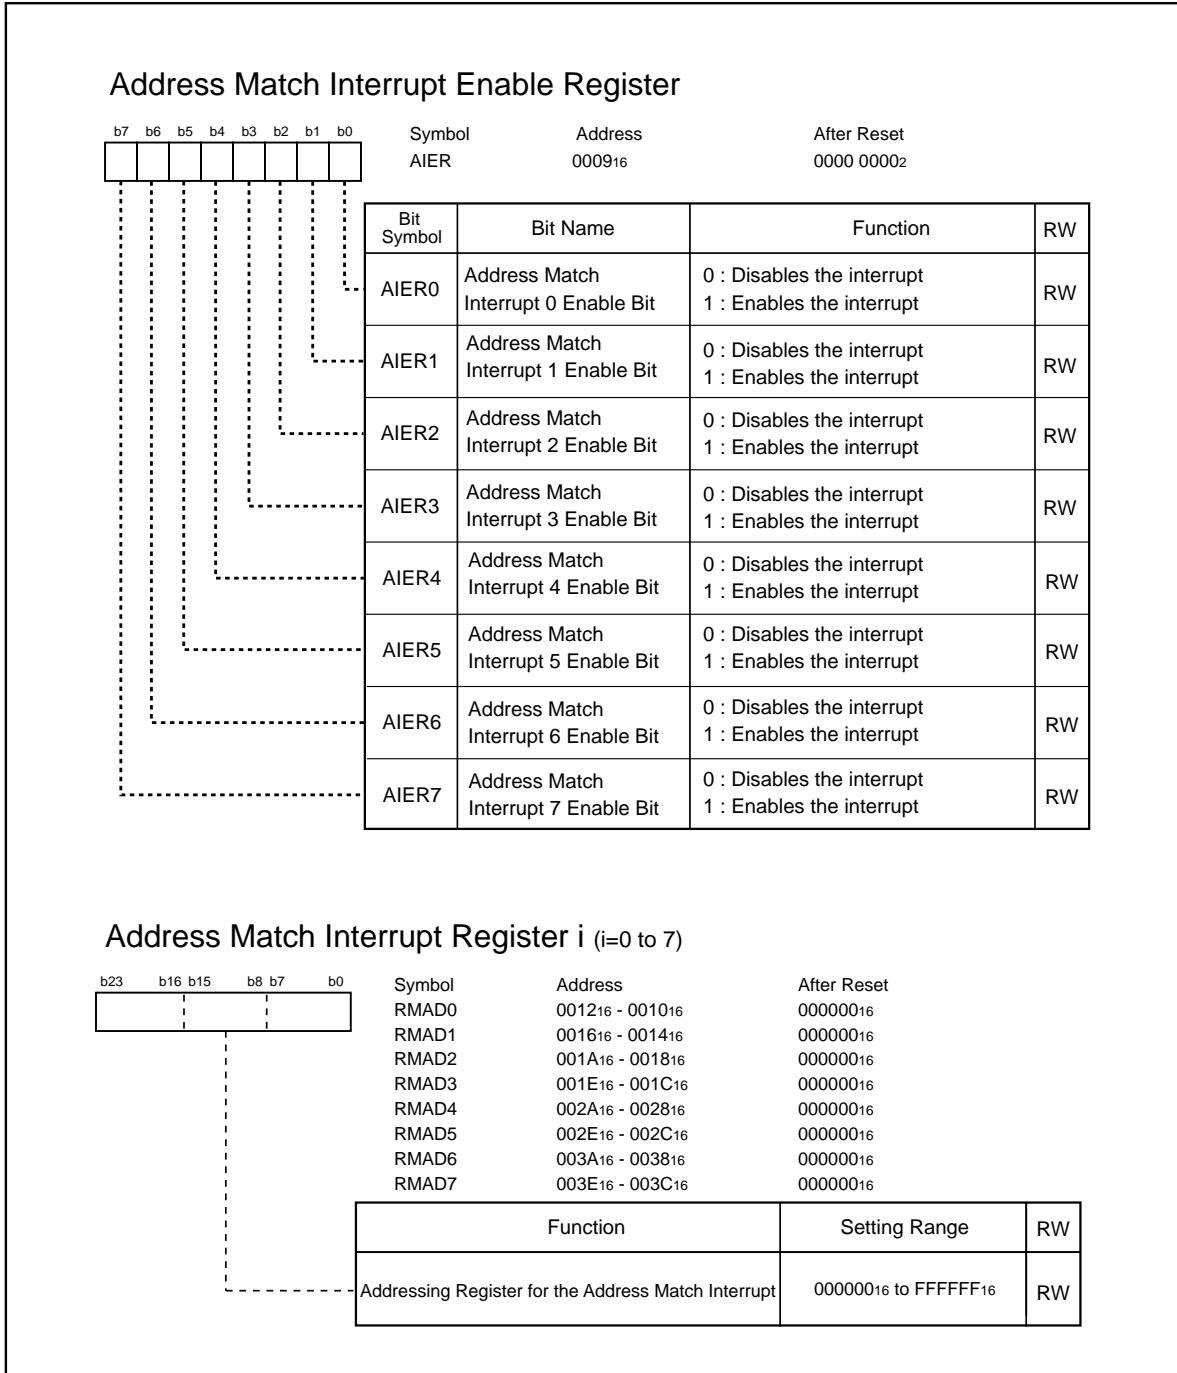 Address Match Interrupt Enable Register
b7 b6 b5 b4 b3 b2 b1 b0
Symbol Address After Reset
AIER 000916 0000 00002
Bit Symbol Bit Name Function RW
AIER0 Address Match Interrupt 0 Enable Bit 0 : Disables the interrupt 1 : Enables the interrupt RW
AIER1 Address Match Interrupt 1 Enable Bit 0 : Disables the interrupt 1 : Enables the interrupt RW
AIER2 Address Match Interrupt 2 Enable Bit 0 : Disables the interrupt 1 : Enables the interrupt RW
AIER3 Address Match Interrupt 3 Enable Bit 0 : Disables the interrupt 1 : Enables the interrupt RW
AIER4 Address Match Interrupt 4 Enable Bit 0 : Disables the interrupt 1 : Enables the interrupt RW
AIER5 Address Match Interrupt 5 Enable Bit 0 : Disables the interrupt 1 : Enables the interrupt RW
AIER6 Address Match Interrupt 6 Enable Bit 0 : Disables the interrupt 1 : Enables the interrupt RW
AIER7 Address Match Interrupt 7 Enable Bit 0 : Disables the interrupt 1 : Enables the interrupt RW
Address Match Interrupt Register i (i=0 to 7)
b23 b16 b15 b8 b7 b0
Symbol Address After Reset
RMAD0 001216 - 001016 00000016
RMAD1 001616 - 001416 00000016
RMAD2 001A16 - 001816 00000016
RMAD3 001E16 - 001C16 00000016
RMAD4 002A16 - 002816 00000016
RMAD5 002E16 - 002C16 00000016
RMAD6 003A16 - 003816 00000016
RMAD7 003E16 - 003C16 00000016
Function Setting Range RW
Addressing Register for the Address Match Interrupt 00000016 to FFFFFF16 RW